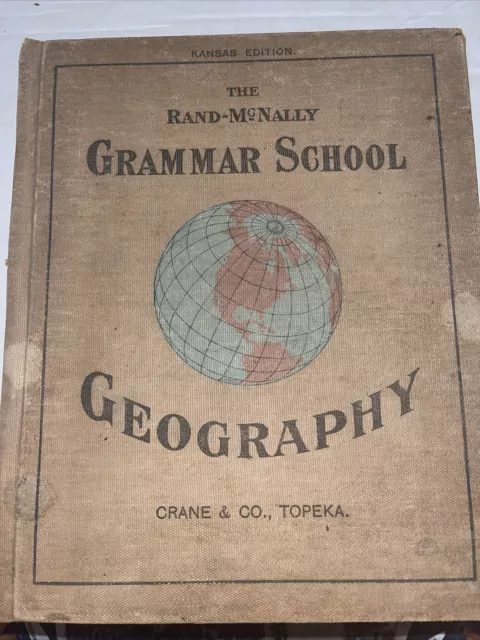 KANSAS EDITION.
THE
RAND-McNALLY
GRAMMAR SCHOOL
GEOGRAPHY
CRANE & CO., TOPEKA.